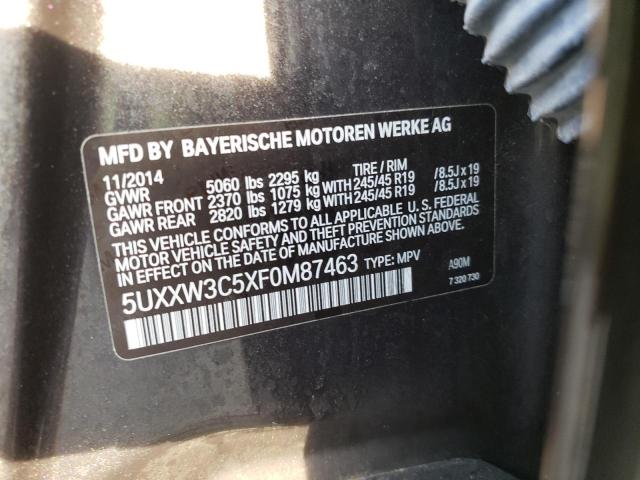 MFD BY BAYERISCHE MOTOREN WERKE AG
11/2014 TIRE / RIM
GVWR 5060 lbs 2295 kg
GAWR FRONT 2370 lbs 1075 kg WITH 245/45 R19 /8.5J x 19
GAWR REAR 2820 lbs 1279 kg WITH 245/45 R19 /8.5J x 19
THIS VEHICLE CONFORMS TO ALL APPLICABLE U. S. FEDERAL
MOTOR VEHICLE SAFETY AND THEFT PREVENTION STANDARDS
IN EFFECT ON THE DATE OF MANUFACTURE SHOWN ABOVE.
5UXXW3C5XF0M87463 TYPE: MPV A90M
7 320 730